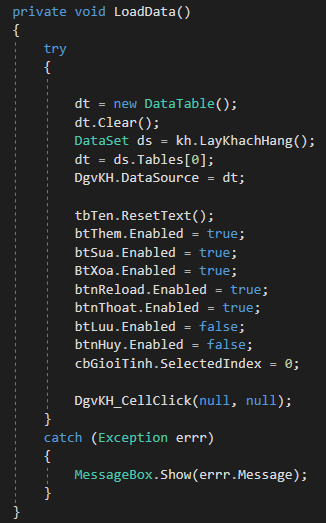 private void LoadData()
{
try
{
dt = new DataTable();
dt.Clear();
DataSet ds = kh.LayKhachHang();
dt = ds.Tables[0];
DgvKH.DataSource = dt;
tbTen.ResetText();
btThem.Enabled = true;
btSua.Enabled = true;
BtXoa.Enabled = true;
btnReload.Enabled = true;
btnThoat.Enabled = true;
btLuu.Enabled = false;
btnHuy.Enabled = false;
cbGioiTinh.SelectedIndex = 0;
DgvKH_CellClick(null, null);
}
catch (Exception errr)
{
MessageBox.Show(errr.Message);
}
}